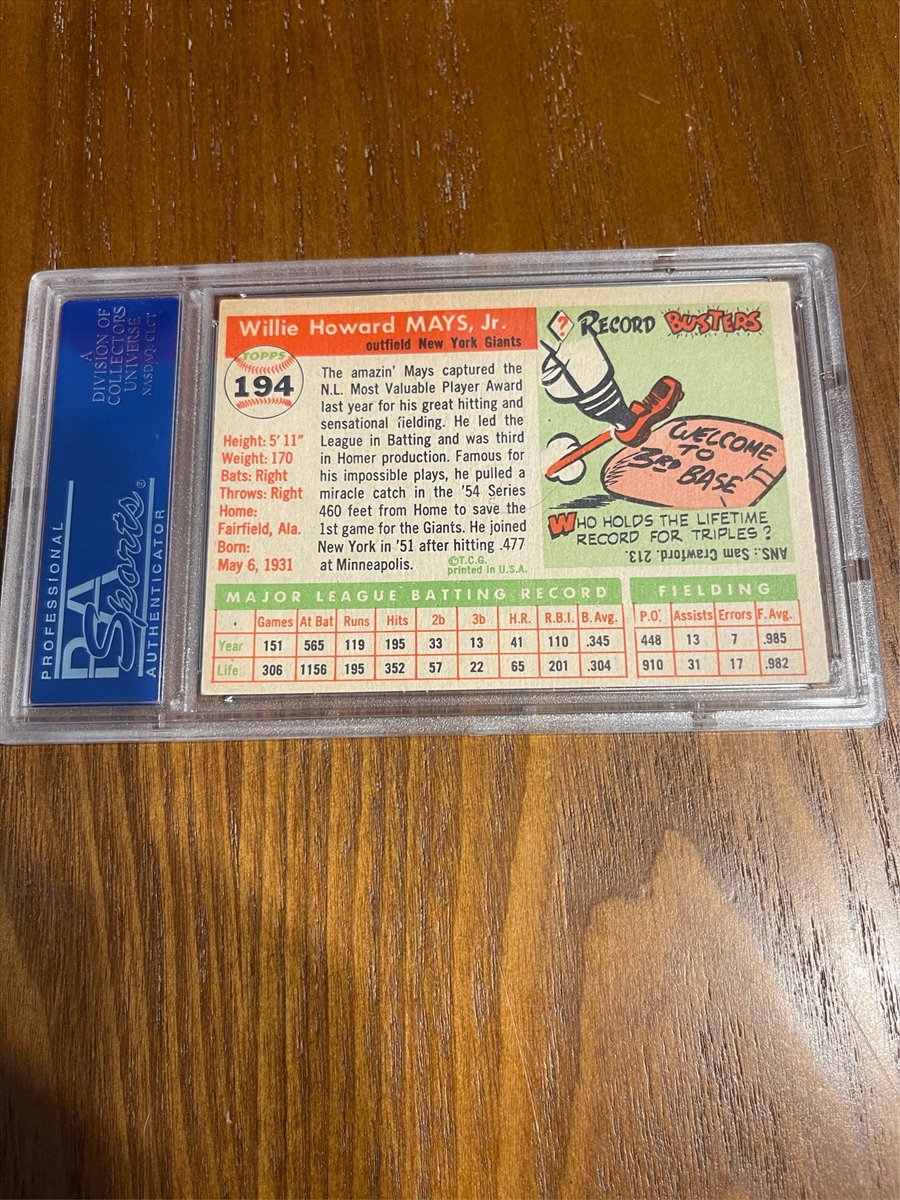 A
DIVISION OF
COLLECTORS
UNIVERSE
NASDAQ: CLCT
PROFESSIONAL
PSA
Sports®
AUTHENTICATOR
Willie Howard MAYS, Jr.
outfield New York Giants
TOPPS
194
Height: 5' 11"
Weight: 170
Bats: Right
Throws: Right
Home:
Fairfield, Ala.
Born:
May 6, 1931
The amazin' Mays captured the
N.L. Most Valuable Player Award
last year for his great hitting and
sensational fielding. He led the
League in Batting and was third
in Homer production. Famous for
his impossible plays, he pulled a
miracle catch in the '54 Series
460 feet from Home to save the
1st game for the Giants. He joined
New York in '51 after hitting .477
at Minneapolis.
©T.C.G.
printed in U.S.A.
? RECORD BUSTERS
WELCOME
TO
3RD BASE
WHO HOLDS THE LIFETIME
RECORD FOR TRIPLES?
ANS.: Sam Crawford. 213.
MAJOR LEAGUE BATTING RECORD FIELDING
Games At Bat Runs Hits 2b 3b H.R. R.B.I. B. Avg. P.O. Assists Errors F. Avg.
Year 151 565 119 195 33 13 41 110 .345 448 13 7 .985
Life 306 1156 195 352 57 22 65 201 .304 910 31 17 .982